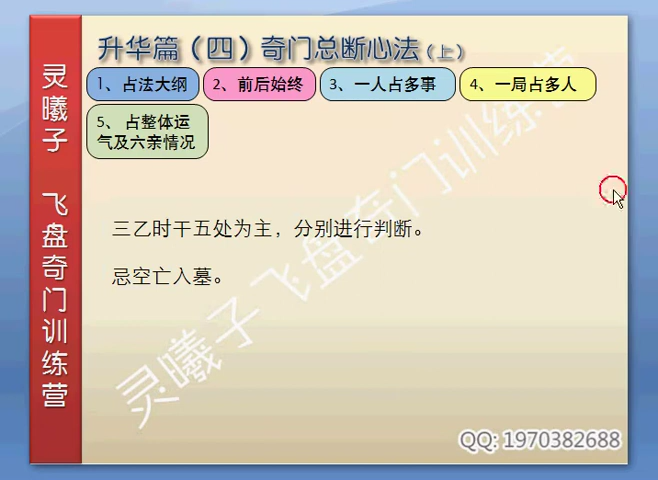 灵曦子 飞盘奇门训练营
升华篇（四）奇门总断心法（上）
1、占法大纲
2、前后始终
3、一人占多事
4、一局占多人
5、占整体运
气及六亲情况
三乙时干五处为主，分别进行判断。
忌空亡入墓。
灵曦子飞盘奇门训练营
QQ: 1970382688